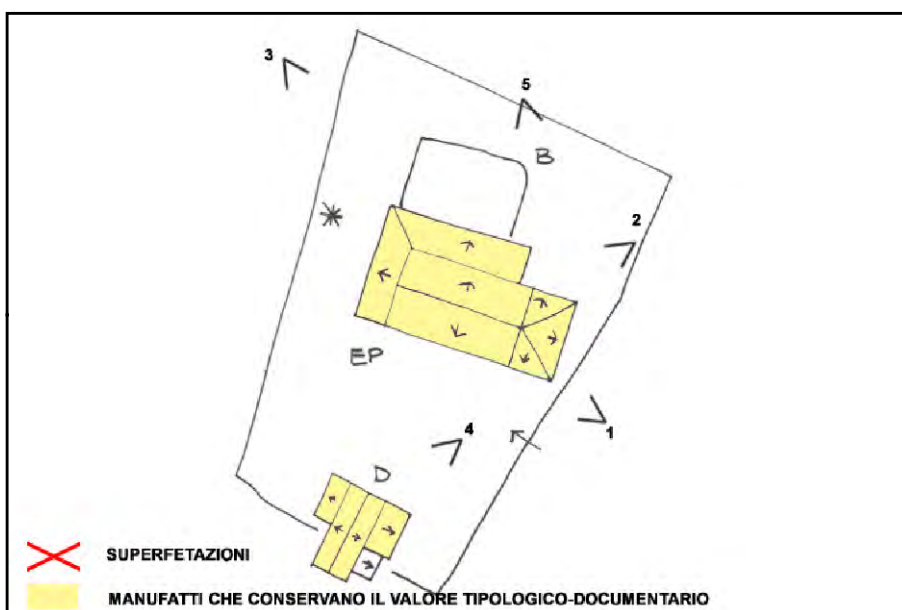 3
5
B
2
EP
1
4
D
SUPERFETAZIONI
MANUFATTI CHE CONSERVANO IL VALORE TIPOLOGICO-DOCUMENTARIO